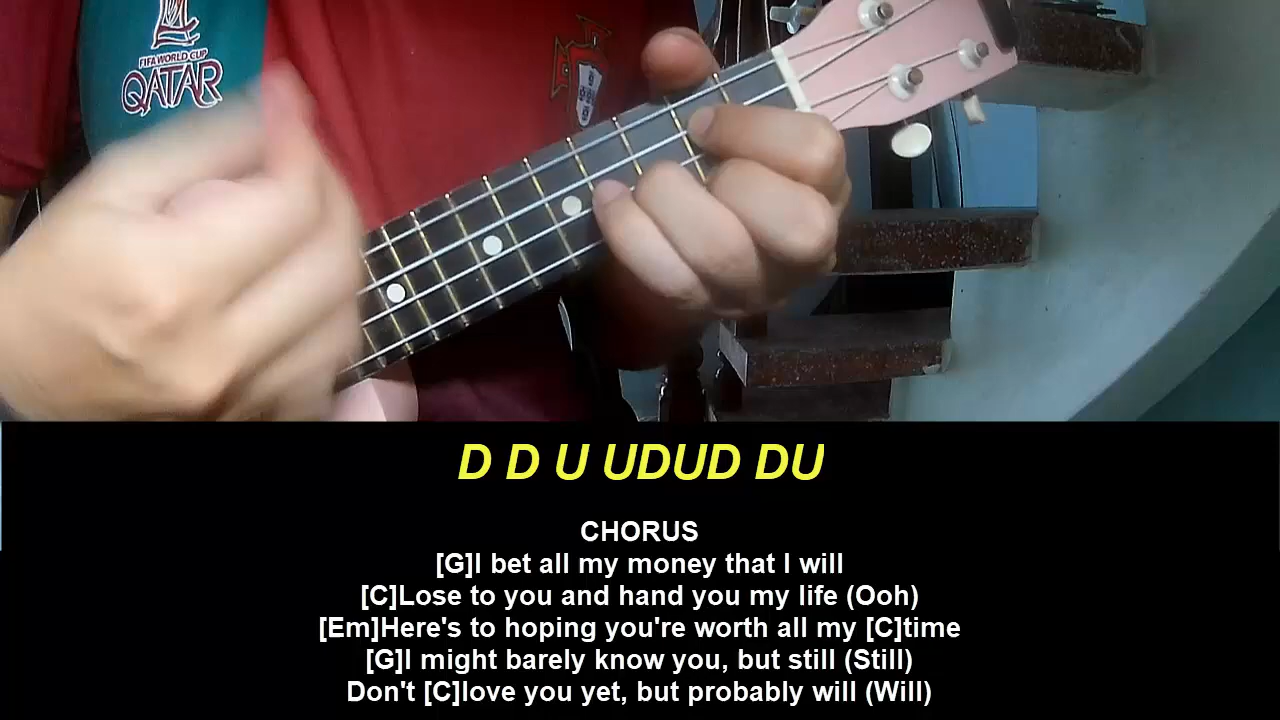 FIFA WORLD CUP
QATAR
D D U UDUD DU
CHORUS
[G]I bet all my money that I will
[C]Lose to you and hand you my life (Ooh)
[Em]Here's to hoping you're worth all my [C]time
[G]I might barely know you, but still (Still)
Don't [C]love you yet, but probably will (Will)